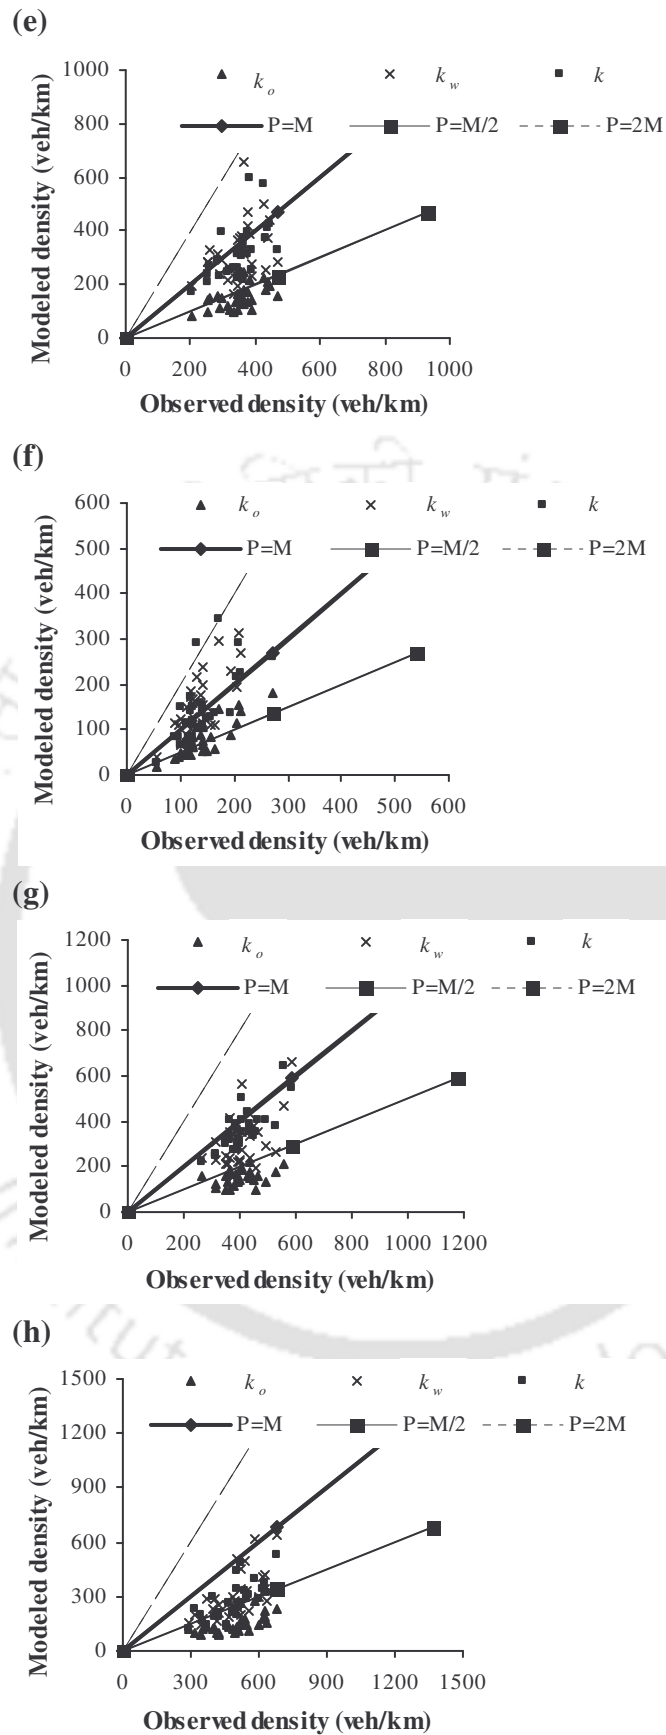 (e)
1000
800
600
400
200
0
k_o
k_w
k
P=M
P=M/2
P=2M
Modeled density (veh/km)
0 200 400 600 800 1000
Observed density (veh/km)
(f)
600
500
400
300
200
100
0
k_o
k_w
k
P=M
P=M/2
P=2M
Modeled density (veh/km)
0 100 200 300 400 500 600
Observed density (veh/km)
(g)
1200
1000
800
600
400
200
0
k_o
k_w
k
P=M
P=M/2
P=2M
Modeled density (veh/km)
0 200 400 600 800 1000 1200
Observed density (veh/km)
(h)
1500
1200
900
600
300
0
k_o
k_w
k
P=M
P=M/2
P=2M
Modeled density (veh/km)
0 300 600 900 1200 1500
Observed density (veh/km)